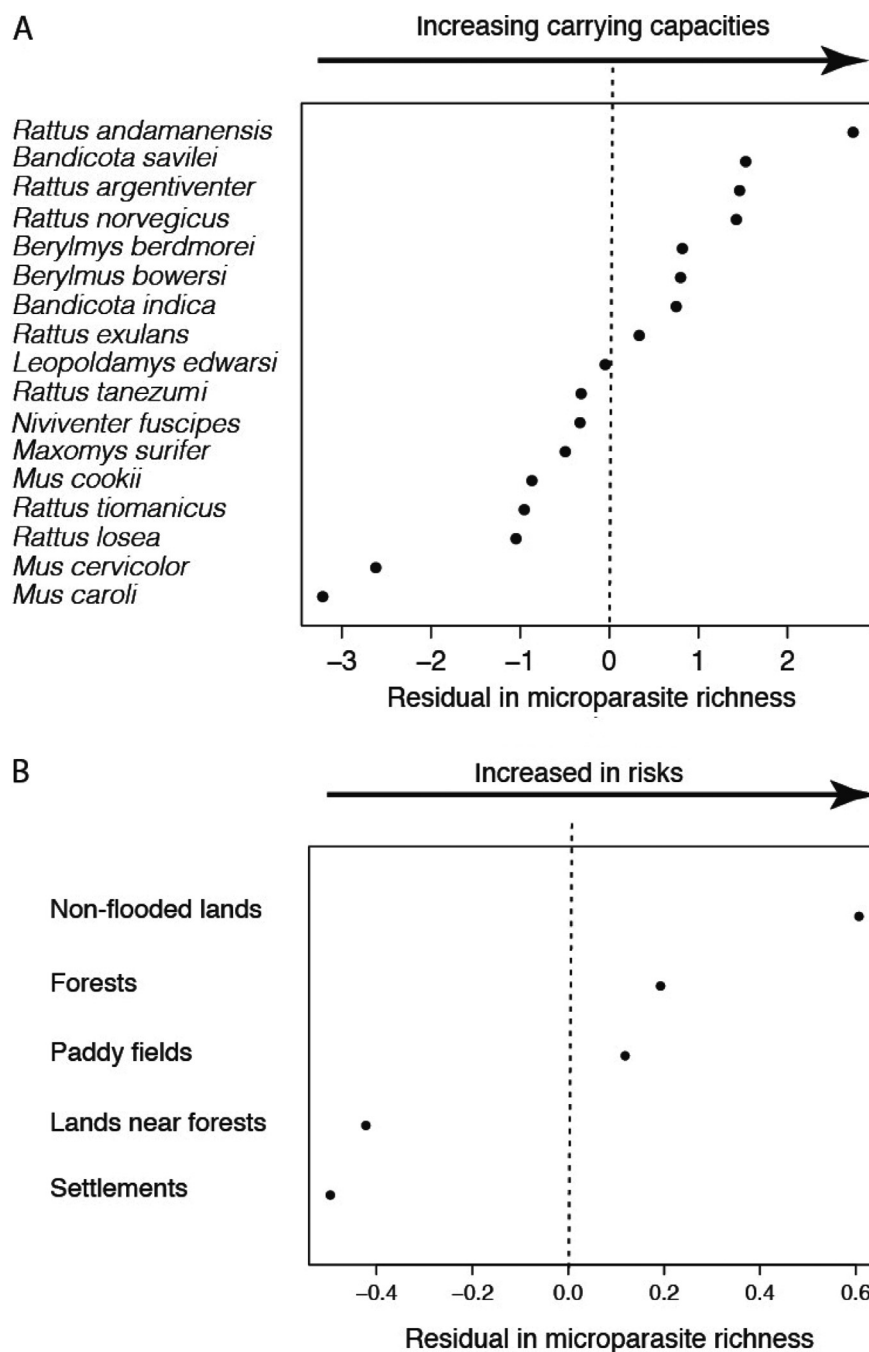 A
Increasing carrying capacities
Rattus andamanensis
Bandicota savilei
Rattus argentiventer
Rattus norvegicus
Berylmys berdmorei
Berylmus bowersi
Bandicota indica
Rattus exulans
Leopoldamys edwarsi
Rattus tanezumi
Niviventer fuscipes
Maxomys surifer
Mus cookii
Rattus tiomanicus
Rattus losea
Mus cervicolor
Mus caroli
−3 −2 −1 0 1 2
Residual in microparasite richness
B
Increased in risks
Non-flooded lands
Forests
Paddy fields
Lands near forests
Settlements
−0.4 −0.2 0.0 0.2 0.4 0.6
Residual in microparasite richness